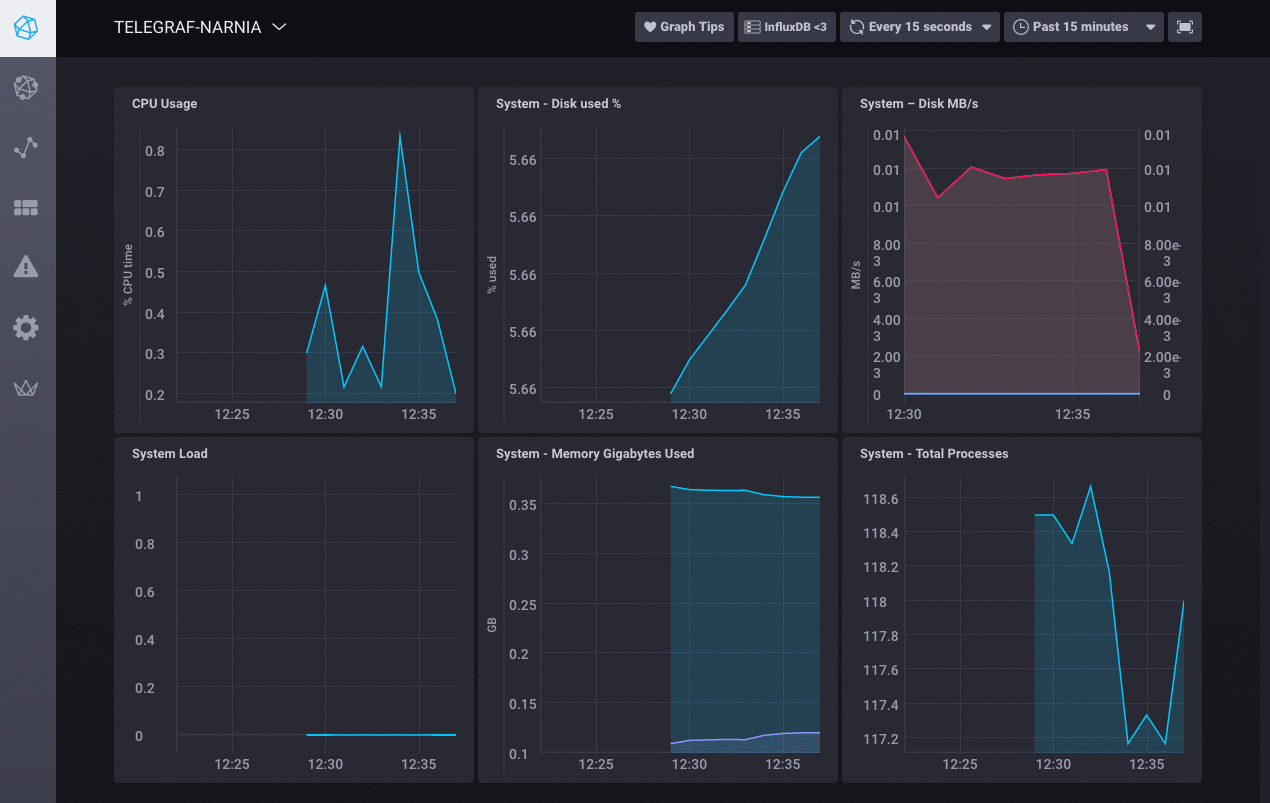 TELEGRAF-NARNIA
Graph Tips
InfluxDB <3
Every 15 seconds
Past 15 minutes
CPU Usage
% CPU time
0.8
0.7
0.6
0.5
0.4
0.3
0.2
12:25 12:30 12:35
System - Disk used %
% used
5.66
5.66
5.66
5.66
5.66
12:25 12:30 12:35
System – Disk MB/s
MB/s
0.01 0.01
0.01 0.01
0.01 0.01
8.00 8.00e-
3 3
6.00 6.00e-
3 3
4.00 4.00e-
3 3
2.00 2.00e-
3 3
0 0
12:30 12:35
System Load
1
0.8
0.6
0.4
0.2
0
12:25 12:30 12:35
System - Memory Gigabytes Used
GB
0.35
0.3
0.25
0.2
0.15
0.1
12:25 12:30 12:35
System - Total Processes
118.6
118.4
118.2
118
117.8
117.6
117.4
117.2
12:25 12:30 12:35